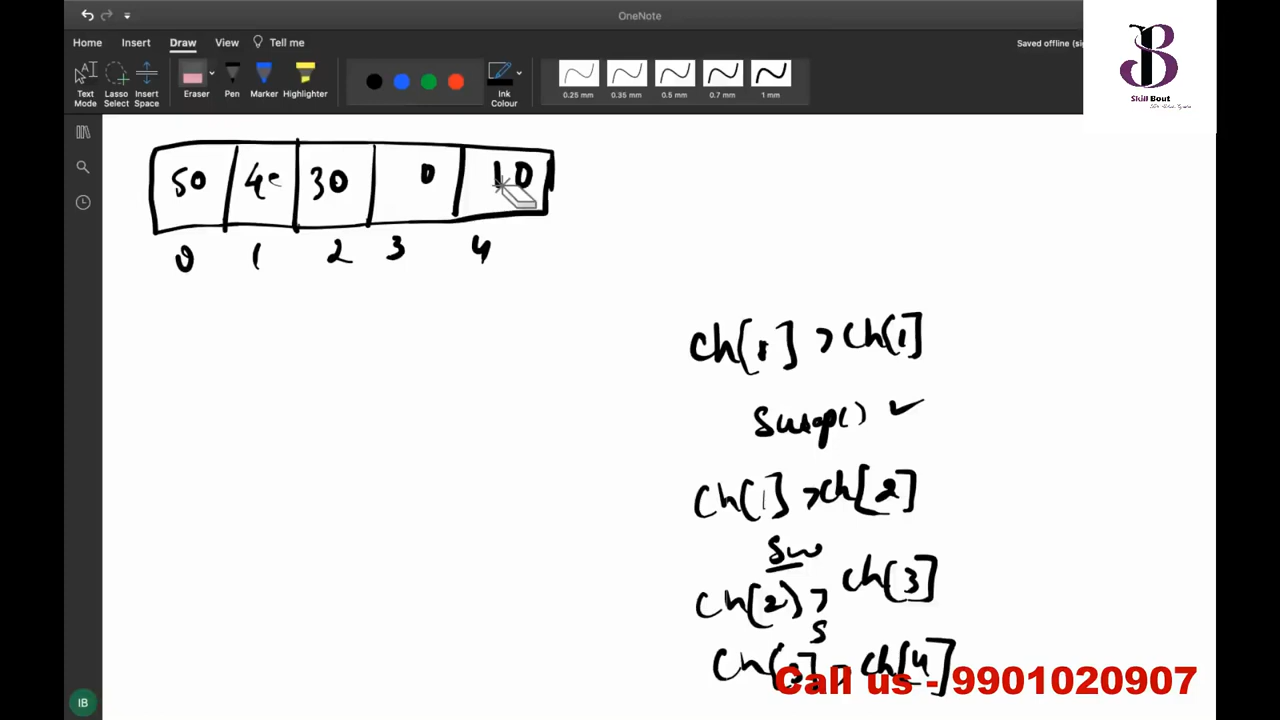 OneNote
Home Insert Draw View Tell me
Saved offline (si
Text Mode Lasso Select Insert Space Eraser Pen Marker Highlighter Ink Colour 0.25 mm 0.35 mm 0.5 mm 0.7 mm 1 mm
B
Skill Bout
50 4 30 0 10
0 1 2 3 4
Ch[ ] > Ch[1]
Swap() ✓
Ch[1] > Ch[2]
Sw
Ch[2] > Ch[3]
S
Ch[3] > Ch[4]
Call us - 9901020907
IB